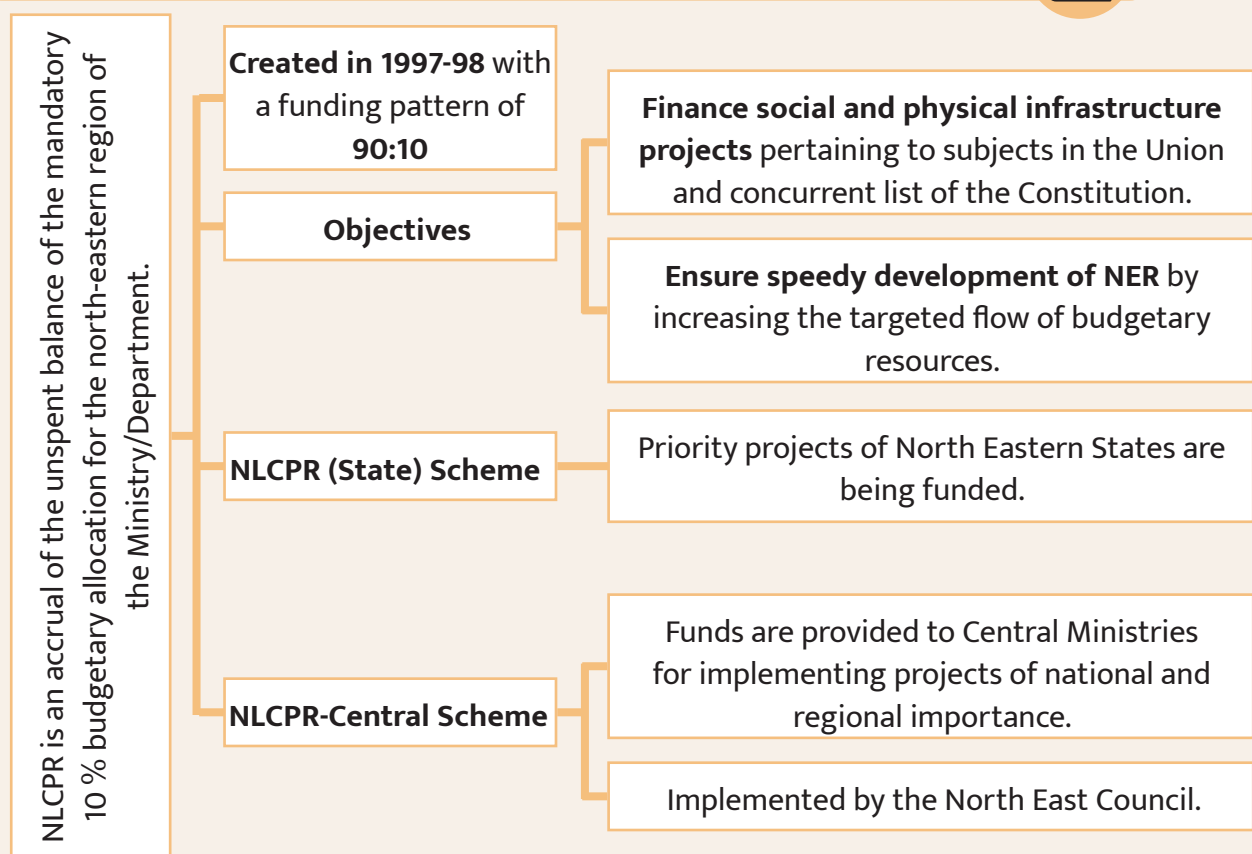 NLCPR is an accrual of the unspent balance of the mandatory
10 % budgetary allocation for the north-eastern region of
the Ministry/Department.
Created in 1997-98 with
a funding pattern of
90:10
Objectives
Finance social and physical infrastructure
projects pertaining to subjects in the Union
and concurrent list of the Constitution.
Ensure speedy development of NER by
increasing the targeted flow of budgetary
resources.
NLCPR (State) Scheme
Priority projects of North Eastern States are
being funded.
NLCPR-Central Scheme
Funds are provided to Central Ministries
for implementing projects of national and
regional importance.
Implemented by the North East Council.